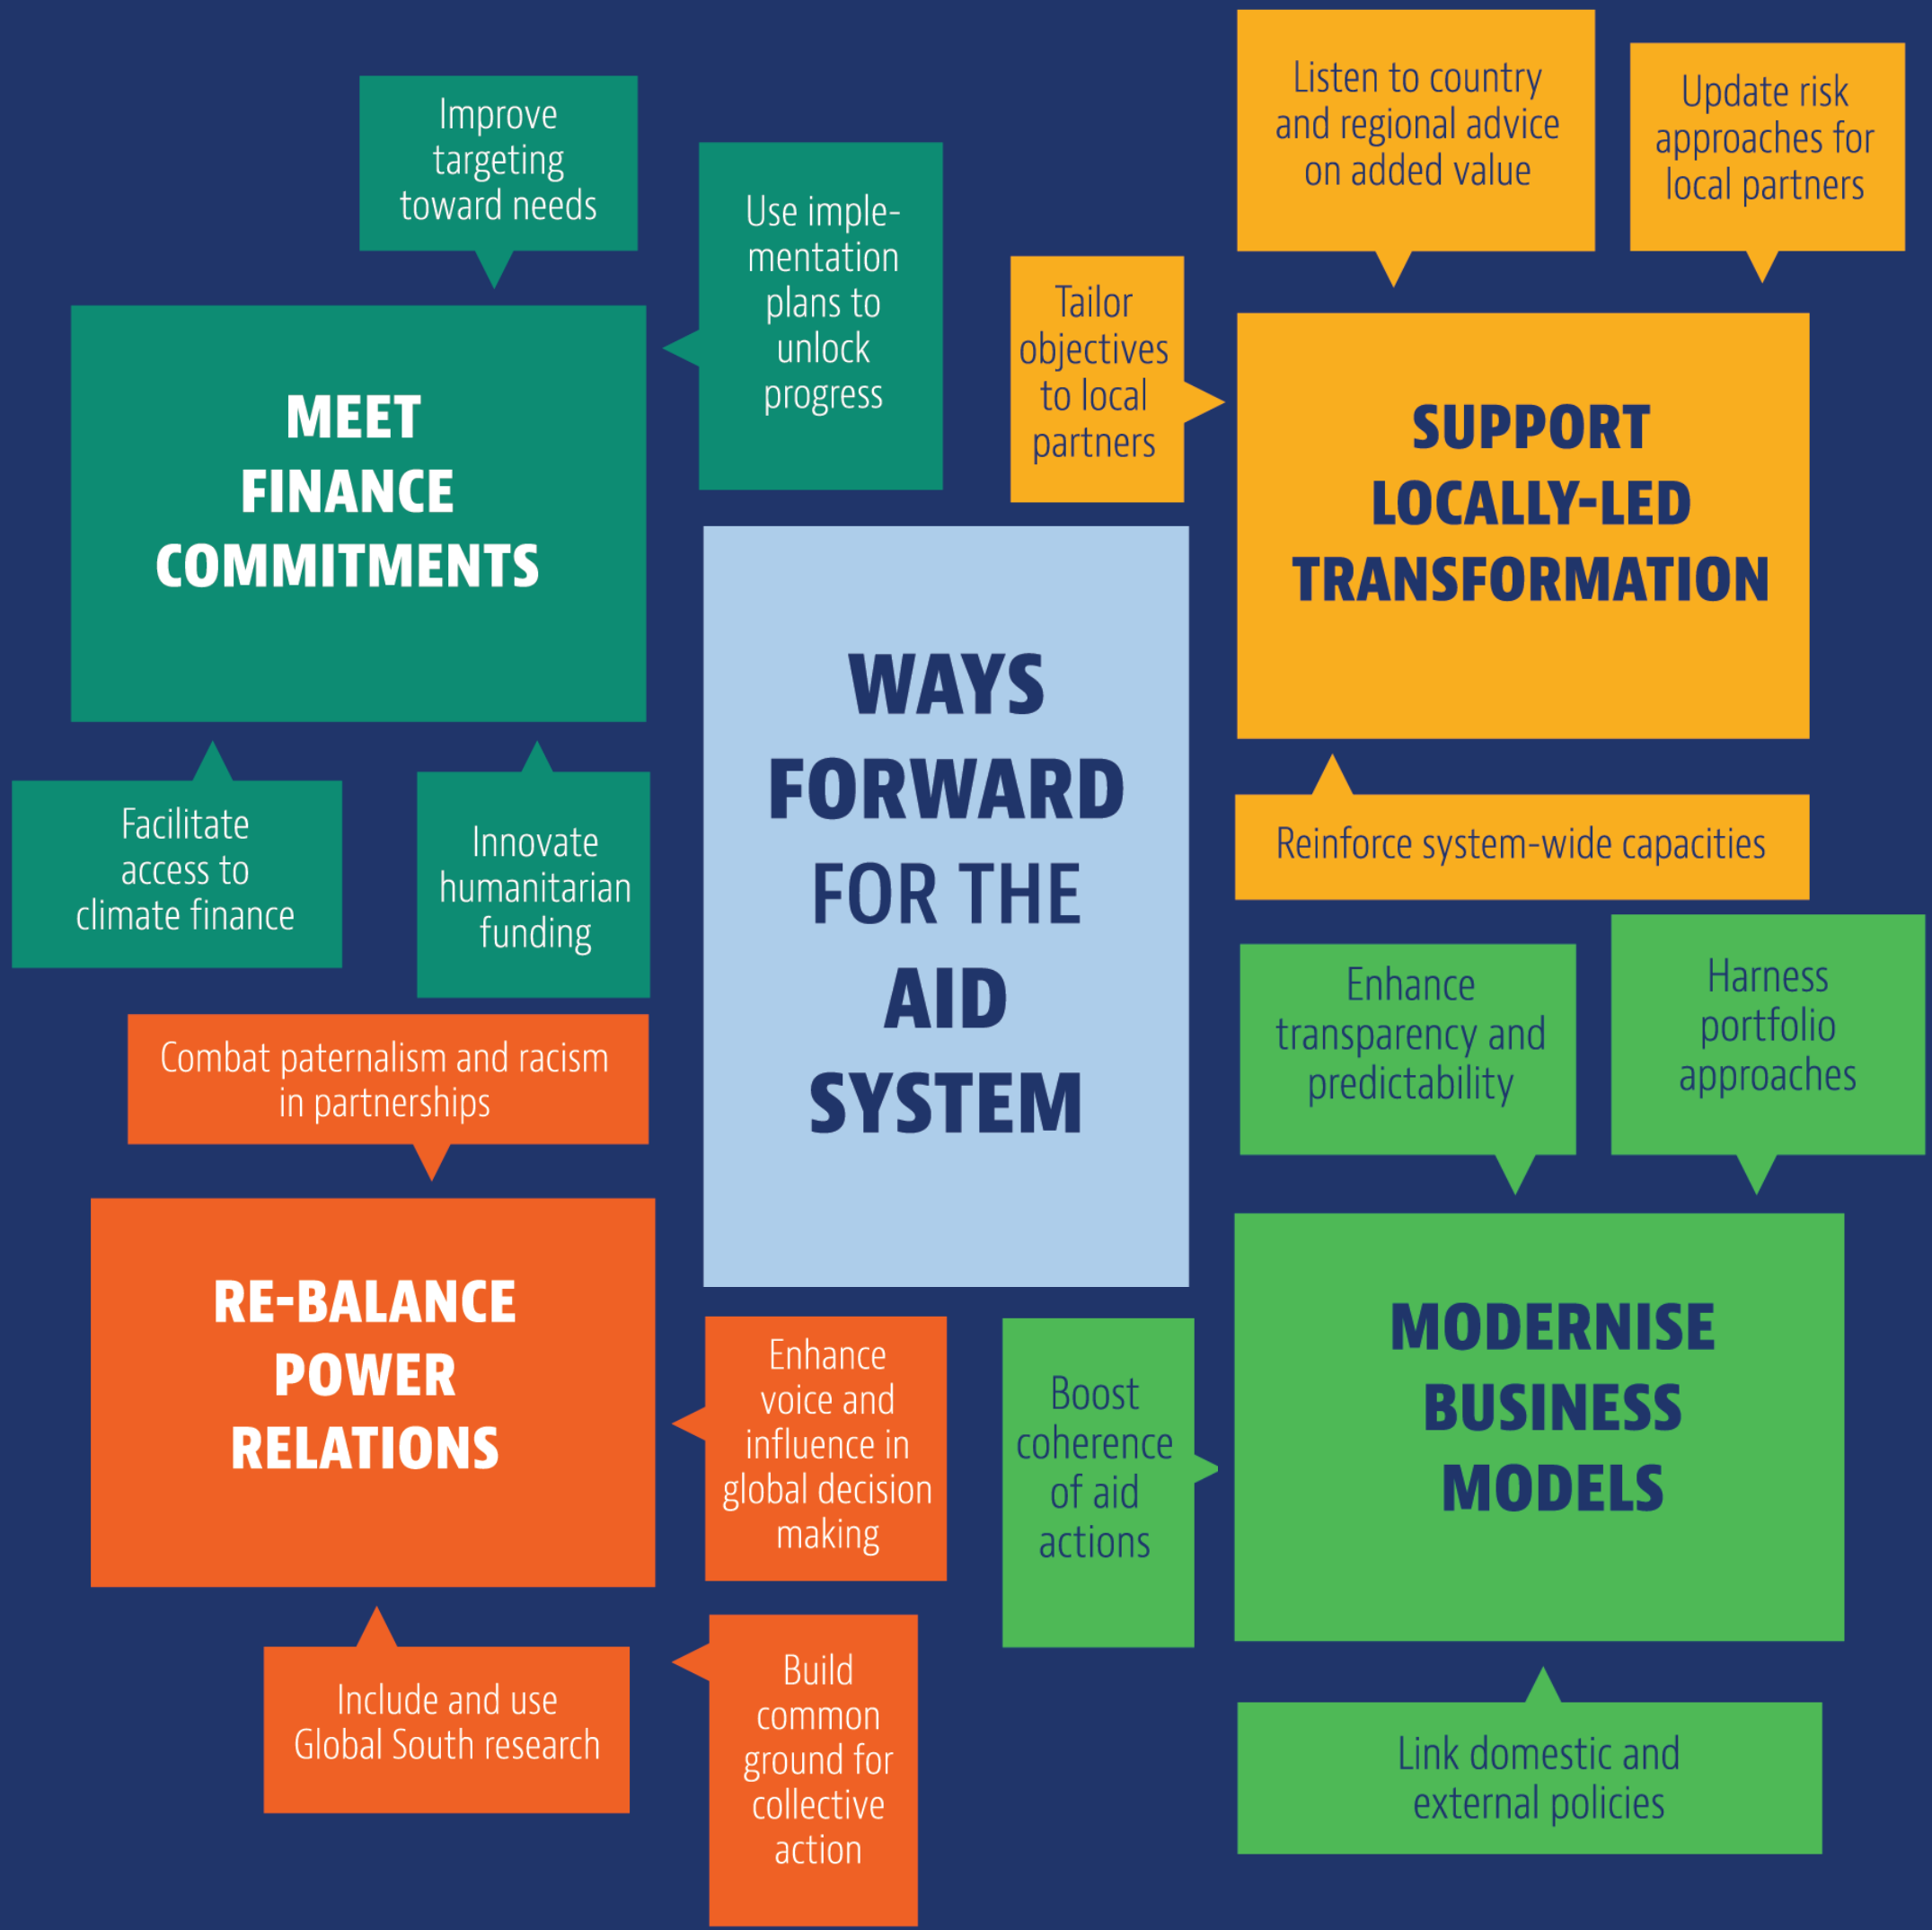 Improve
targeting
toward needs
Use imple-
mentation
plans to
unlock
progress
MEET
FINANCE
COMMITMENTS
Facilitate
access to
climate finance
Innovate
humanitarian
funding
Listen to country
and regional advice
on added value
Update risk
approaches for
local partners
Tailor
objectives
to local
partners
SUPPORT
LOCALLY-LED
TRANSFORMATION
Reinforce system-wide capacities
WAYS
FORWARD
FOR THE
AID
SYSTEM
Combat paternalism and racism
in partnerships
RE-BALANCE
POWER
RELATIONS
Enhance
voice and
influence in
global decision
making
Include and use
Global South research
Build
common
ground for
collective
action
Enhance
transparency and
predictability
Harness
portfolio
approaches
Boost
coherence
of aid
actions
MODERNISE
BUSINESS
MODELS
Link domestic and
external policies